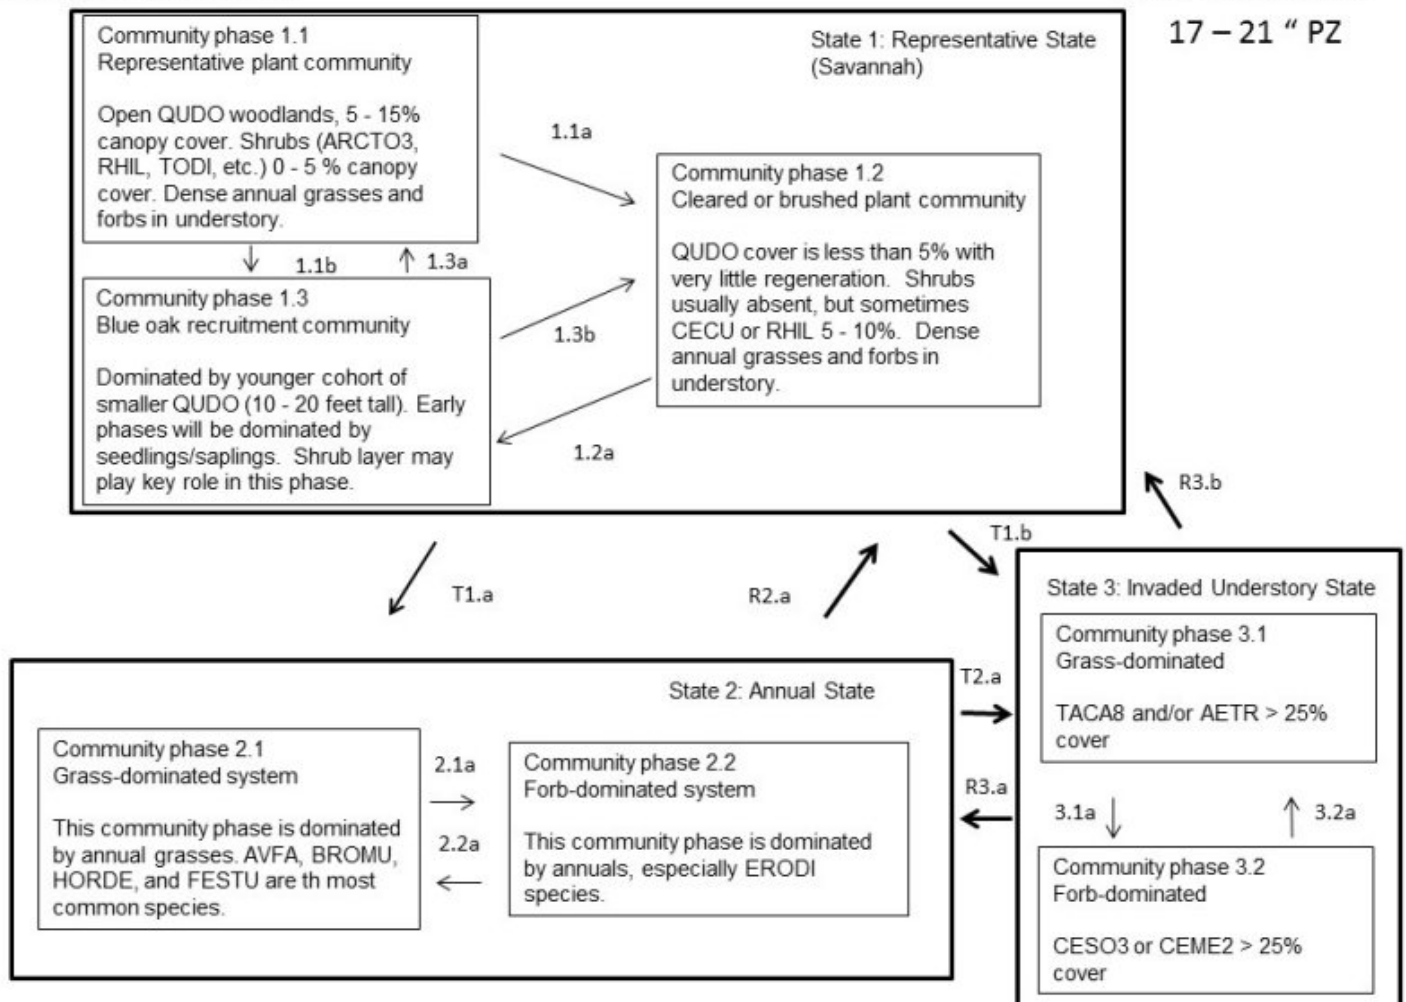 17 – 21 “ PZ
State 1: Representative State
(Savannah)
Community phase 1.1
Representative plant community
Open QUDO woodlands, 5 - 15%
canopy cover. Shrubs (ARCTO3,
RHIL, TODI, etc.) 0 - 5 % canopy
cover. Dense annual grasses and
forbs in understory.
1.1a
1.1b
1.3a
Community phase 1.2
Cleared or brushed plant community
QUDO cover is less than 5% with
very little regeneration. Shrubs
usually absent, but sometimes
CECU or RHIL 5 - 10%. Dense
annual grasses and forbs in
understory.
Community phase 1.3
Blue oak recruitment community
Dominated by younger cohort of
smaller QUDO (10 - 20 feet tall). Early
phases will be dominated by
seedlings/saplings. Shrub layer may
play key role in this phase.
1.3b
1.2a
R3.b
T1.b
T1.a
R2.a
State 2: Annual State
Community phase 2.1
Grass-dominated system
This community phase is dominated
by annual grasses. AVFA, BROMU,
HORDE, and FESTU are th most
common species.
2.1a
2.2a
Community phase 2.2
Forb-dominated system
This community phase is dominated
by annuals, especially ERODI
species.
T2.a
R3.a
State 3: Invaded Understory State
Community phase 3.1
Grass-dominated
TACA8 and/or AETR > 25%
cover
3.1a
3.2a
Community phase 3.2
Forb-dominated
CESO3 or CEME2 > 25%
cover